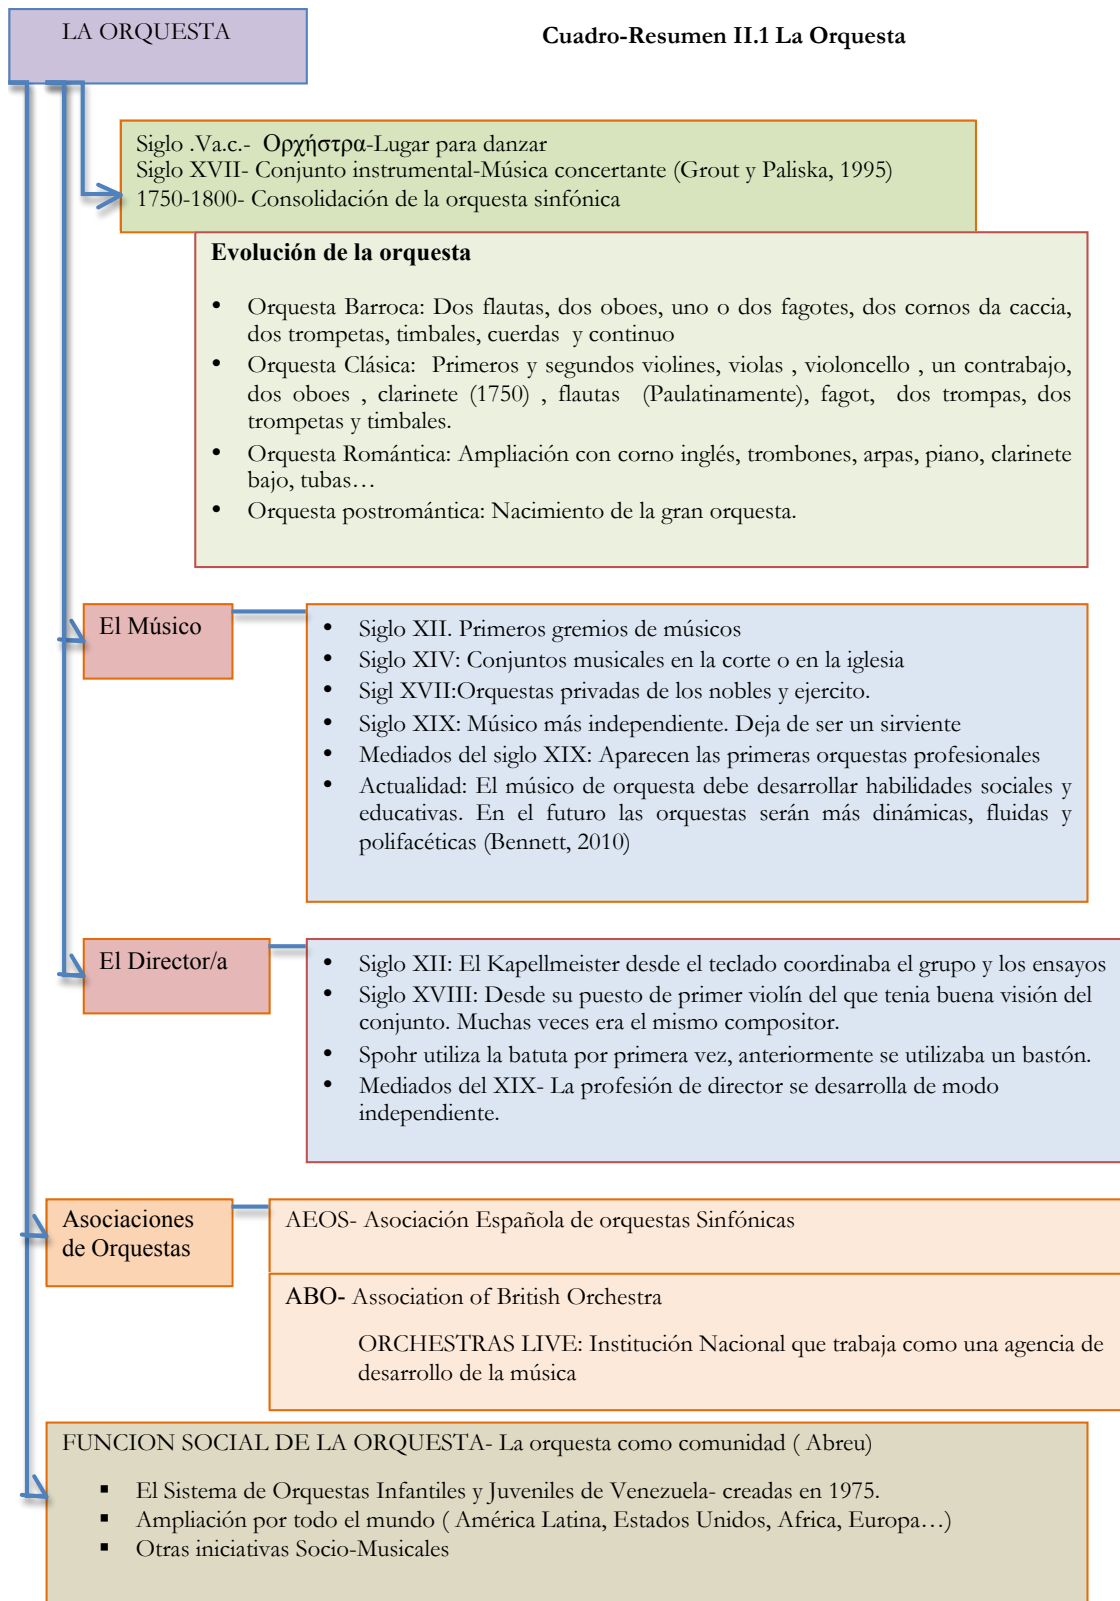 LA ORQUESTA
Cuadro-Resumen II.1 La Orquesta
Siglo .Va.c.- Ορχήστρα-Lugar para danzar
Siglo XVII- Conjunto instrumental-Música concertante (Grout y Paliska, 1995)
1750-1800- Consolidación de la orquesta sinfónica
Evolución de la orquesta
• Orquesta Barroca: Dos flautas, dos oboes, uno o dos fagotes, dos cornos da caccia,
dos trompetas, timbales, cuerdas y continuo
• Orquesta Clásica: Primeros y segundos violines, violas , violoncello , un contrabajo,
dos oboes , clarinete (1750) , flautas (Paulatinamente), fagot, dos trompas, dos
trompetas y timbales.
• Orquesta Romántica: Ampliación con corno inglés, trombones, arpas, piano, clarinete
bajo, tubas…
• Orquesta postromántica: Nacimiento de la gran orquesta.
El Músico
• Siglo XII. Primeros gremios de músicos
• Siglo XIV: Conjuntos musicales en la corte o en la iglesia
• Sigl XVII:Orquestas privadas de los nobles y ejercito.
• Siglo XIX: Músico más independiente. Deja de ser un sirviente
• Mediados del siglo XIX: Aparecen las primeras orquestas profesionales
• Actualidad: El músico de orquesta debe desarrollar habilidades sociales y
educativas. En el futuro las orquestas serán más dinámicas, fluidas y
polifacéticas (Bennett, 2010)
El Director/a
• Siglo XII: El Kapellmeister desde el teclado coordinaba el grupo y los ensayos
• Siglo XVIII: Desde su puesto de primer violín del que tenia buena visión del
conjunto. Muchas veces era el mismo compositor.
• Spohr utiliza la batuta por primera vez, anteriormente se utilizaba un bastón.
• Mediados del XIX- La profesión de director se desarrolla de modo
independiente.
Asociaciones
de Orquestas
AEOS- Asociación Española de orquestas Sinfónicas
ABO- Association of British Orchestra
ORCHESTRAS LIVE: Institución Nacional que trabaja como una agencia de
desarrollo de la música
FUNCION SOCIAL DE LA ORQUESTA- La orquesta como comunidad ( Abreu)
▪ El Sistema de Orquestas Infantiles y Juveniles de Venezuela- creadas en 1975.
▪ Ampliación por todo el mundo ( América Latina, Estados Unidos, Africa, Europa…)
▪ Otras iniciativas Socio-Musicales